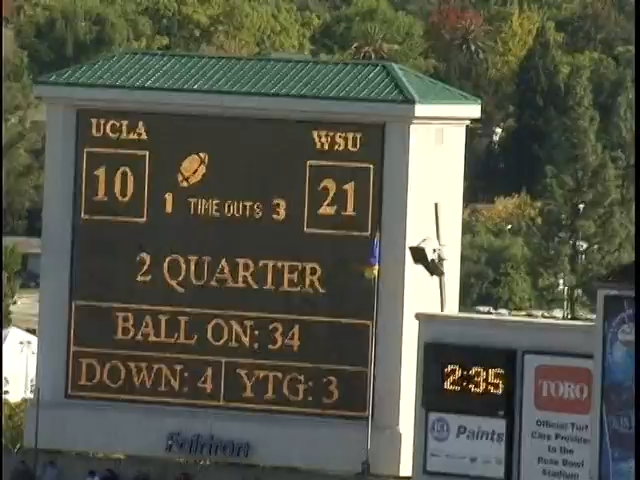 UCLA WSU
10 21
1 TIME OUTS 3
2 QUARTER
BALL ON: 34
DOWN: 4 YTG: 3
2:35
TORO
Paints
Official Turf
Care Provider
to the
Rose Bowl
Stadium